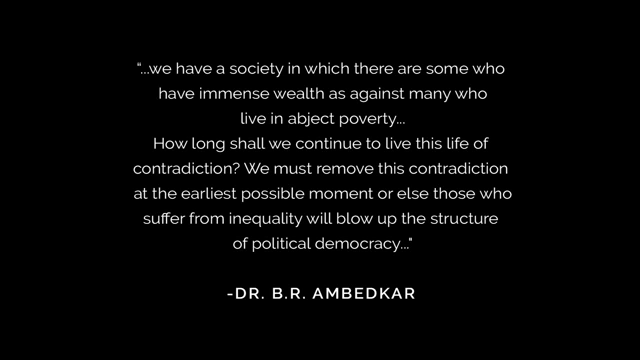 “...we have a society in which there are some who
have immense wealth as against many who
live in abject poverty...
How long shall we continue to live this life of
contradiction? We must remove this contradiction
at the earliest possible moment or else those who
suffer from inequality will blow up the structure
of political democracy..."
-DR. B.R. AMBEDKAR